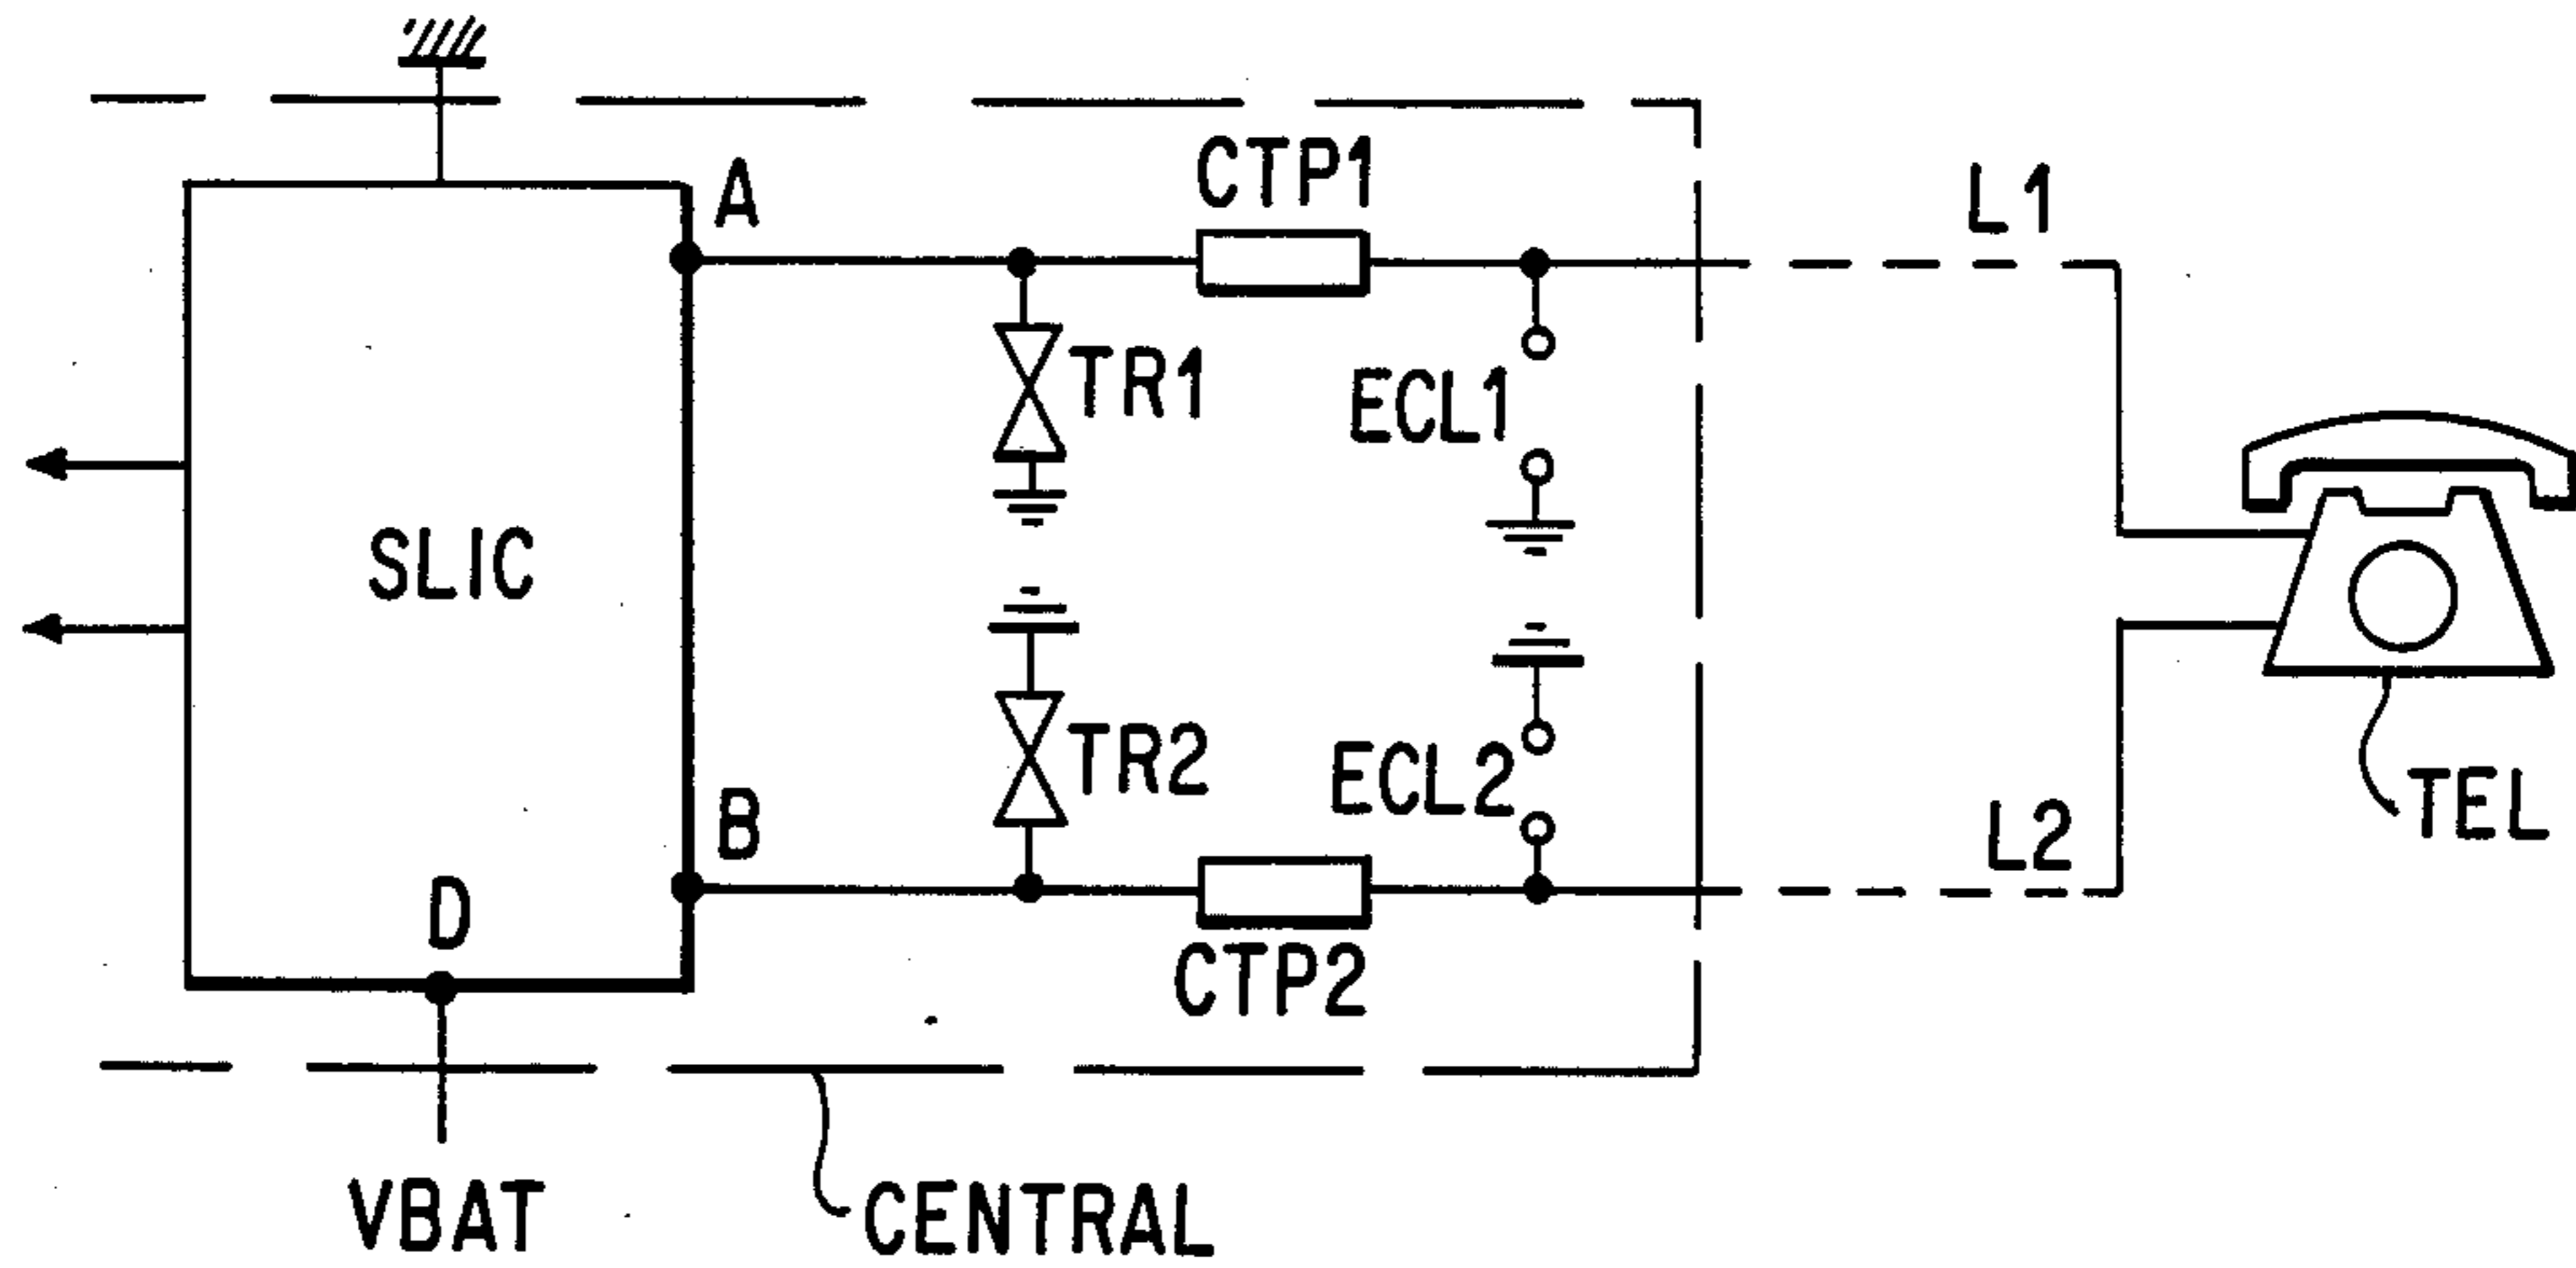 A
CTP1
L1
TR1
ECL1
SLIC
TR2
ECL2
B
TEL
L2
D
CTP2
VBAT
CENTRAL